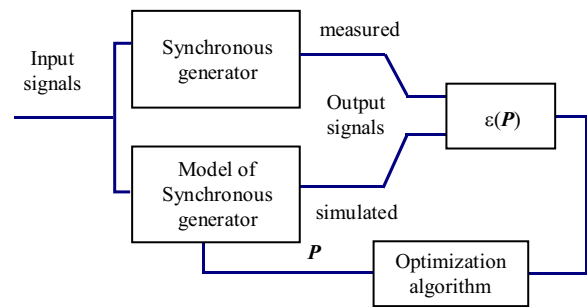 measured
Input
signals
Synchronous
generator
Output
signals
ε(P)
Model of
Synchronous
generator
simulated
P
Optimization
algorithm